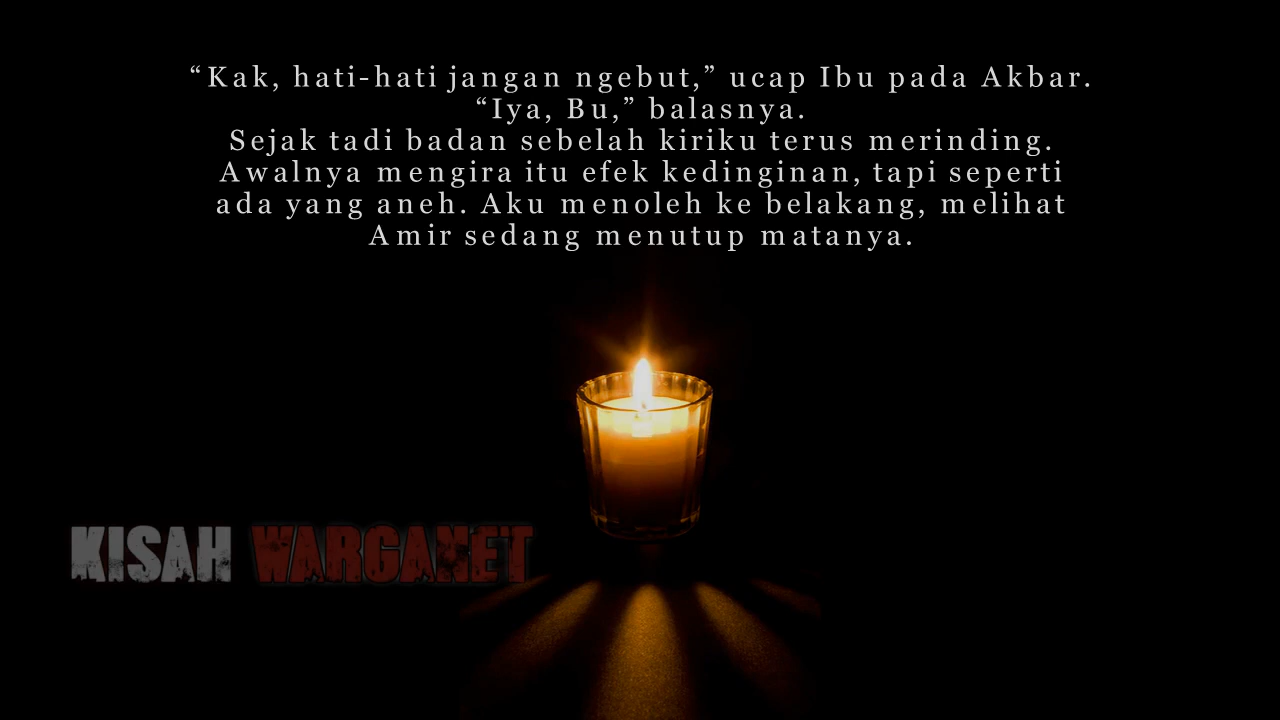 “Kak, hati-hati jangan ngebut,” ucap Ibu pada Akbar.
“Iya, Bu,” balasnya.
Sejak tadi badan sebelah kiriku terus merinding.
Awalnya mengira itu efek kedinginan, tapi seperti
ada yang aneh. Aku menoleh ke belakang, melihat
Amir sedang menutup matanya.
KISAH WARGANET